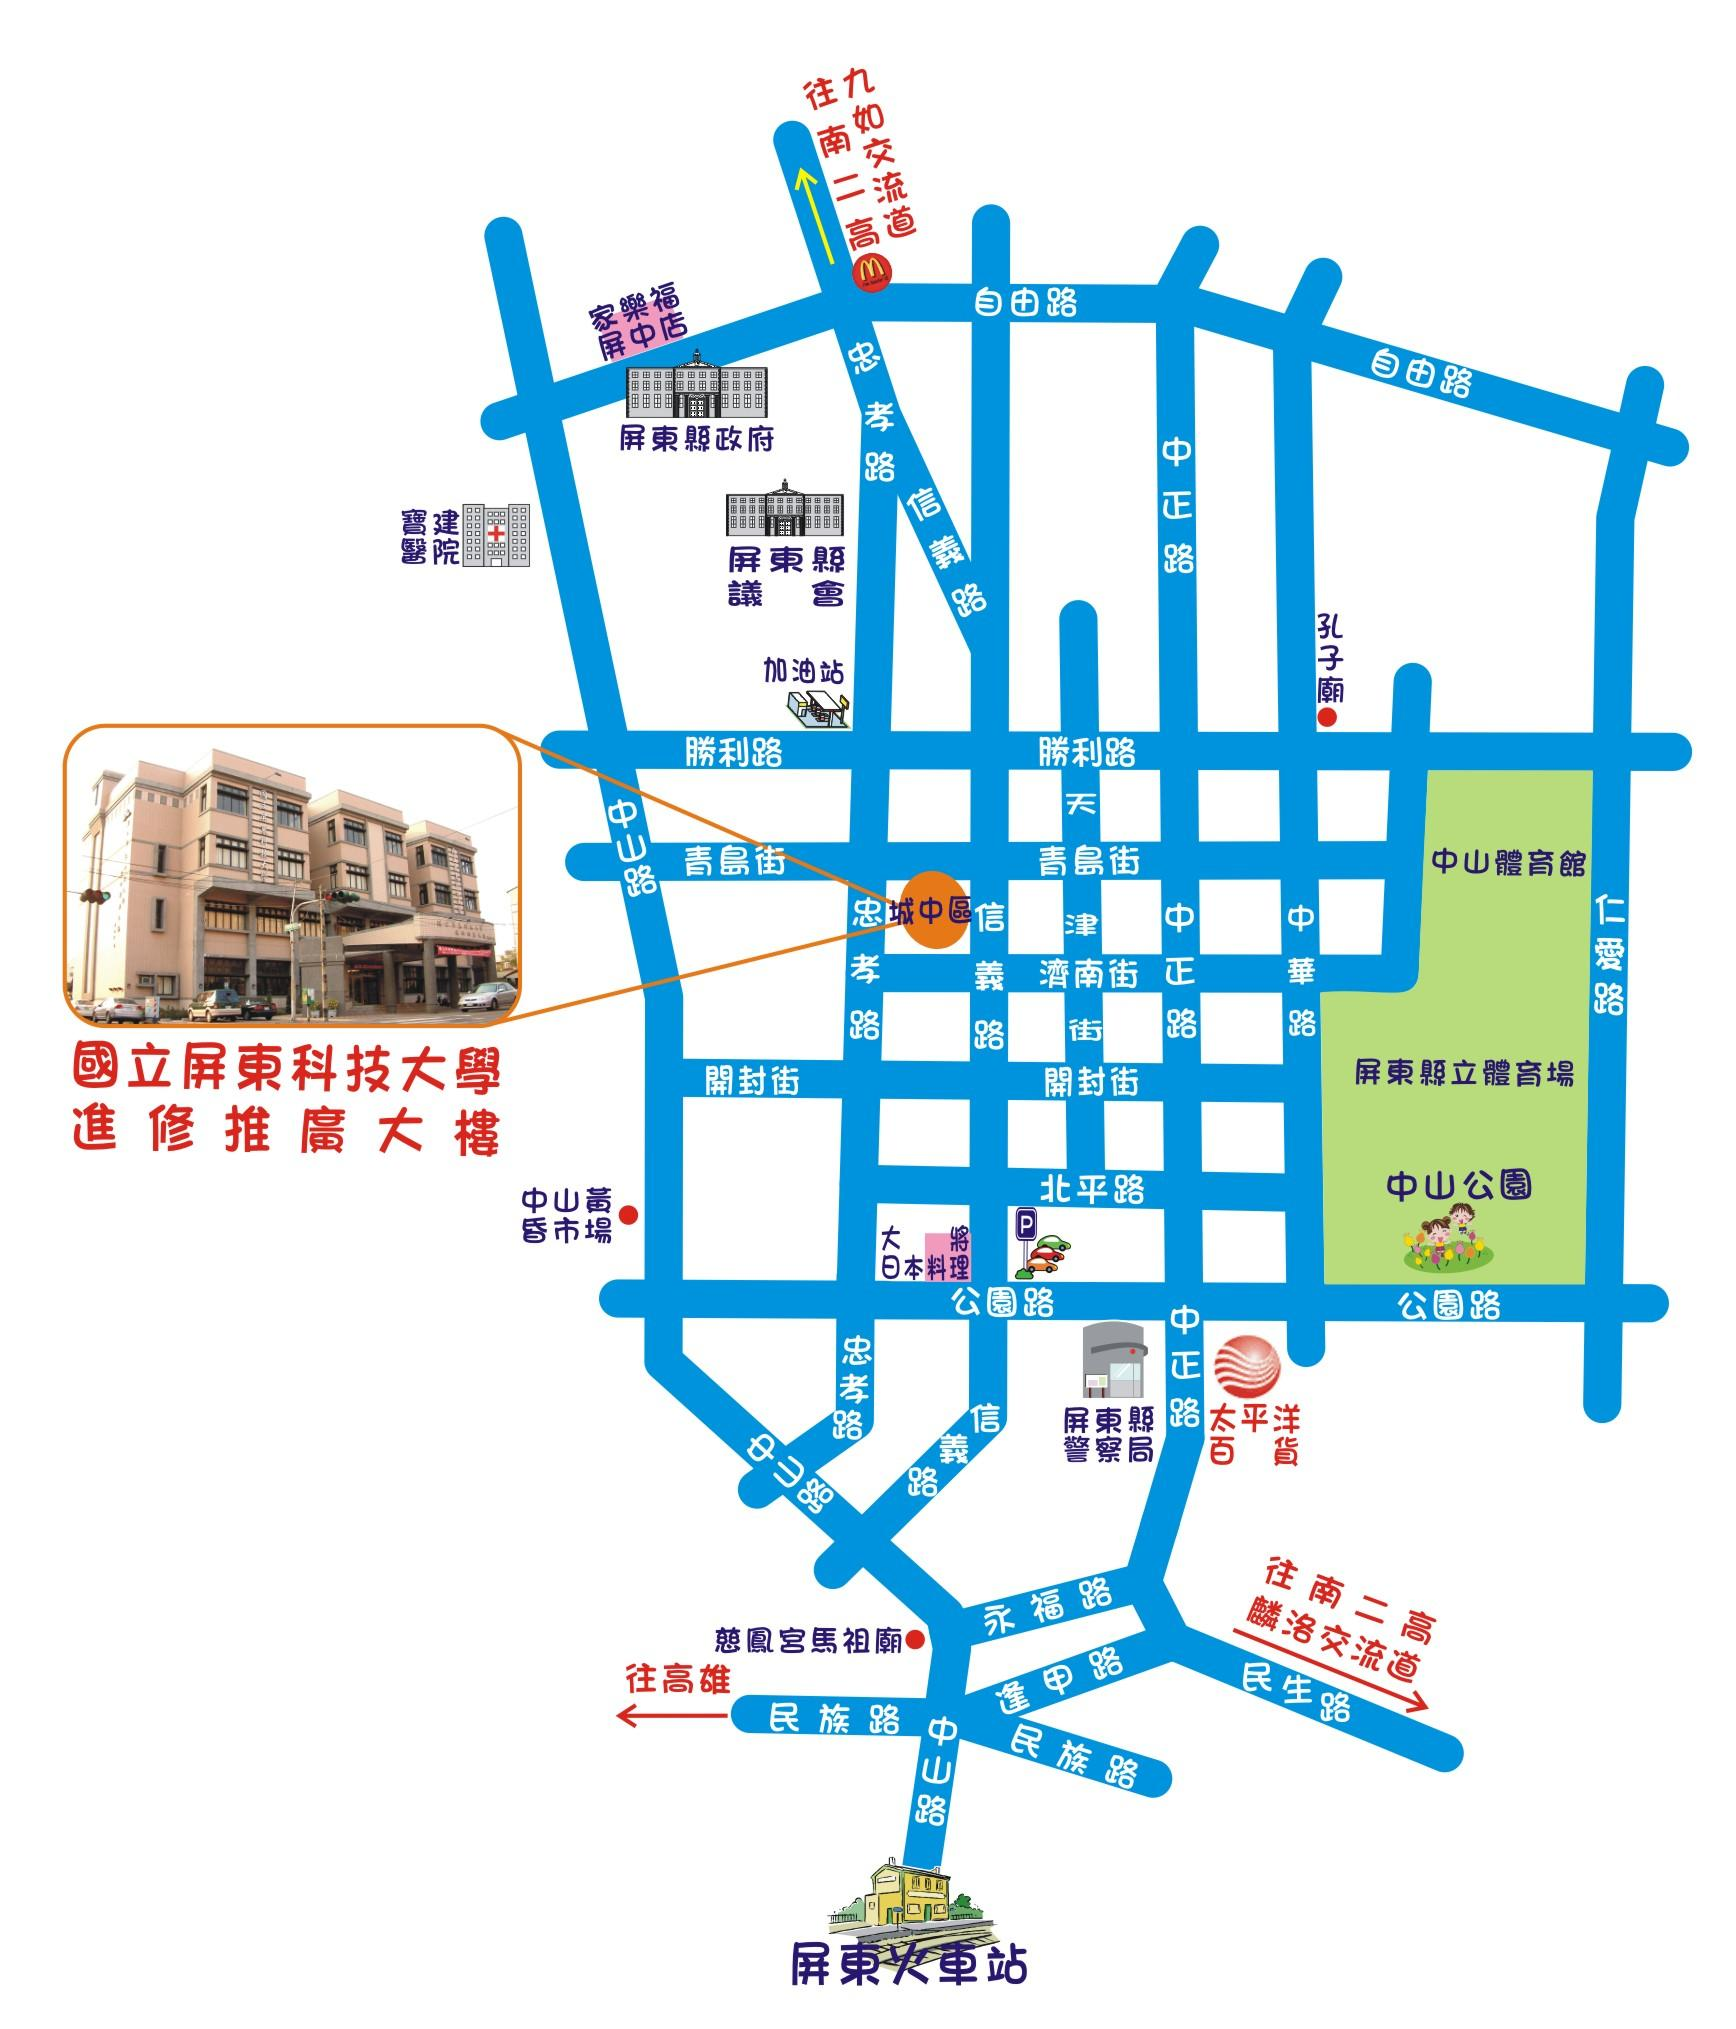 往南二高
九如交流道
家樂福
屏中店
自由路
自由路
屏東縣政府
忠孝路
信義路
中正路
寶建
醫院
屏東縣
議會
加油站
孔子廟
勝利路
勝利路
中山路
天津街
青島街
青島街
中山體育館
城中區
忠孝路
信義路
中正路
中華路
仁愛路
濟南街
國立屏東科技大學
進修推廣大樓
開封街
開封街
屏東縣立體育場
北平路
中山公園
中山黃
昏市場
大將
日本料理
P
公園路
公園路
忠孝路
信義路
中正路
中山路
屏東縣
警察局
太平洋
百貨
永福路
往南二高
麟洛交流道
慈鳳宮馬祖廟
往高雄
逢甲路
民生路
民族路
民族路
中山路
屏東火車站